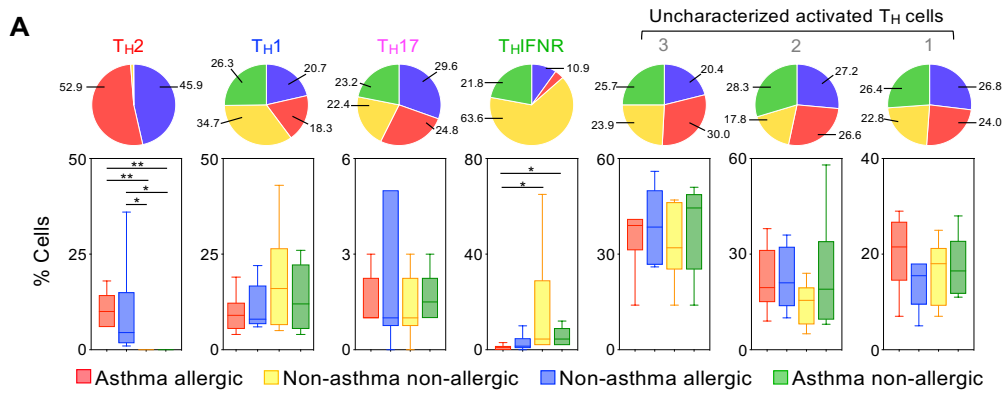 A
Uncharacterized activated TH cells
TH2 TH1 TH17 THIFNR 3 2 1
52.9 45.9 26.3 20.7 34.7 18.3 23.2 29.6 22.4 24.8 21.8 10.9 63.6 25.7 20.4 23.9 30.0 28.3 27.2 17.8 26.6 26.4 26.8 22.8 24.0
% Cells
50 25 0
** ** * *
50 25 0
6 3 0
80 40 0
* *
60 30 0
60 30 0
40 20 0
Asthma allergic Non-asthma non-allergic Non-asthma allergic Asthma non-allergic